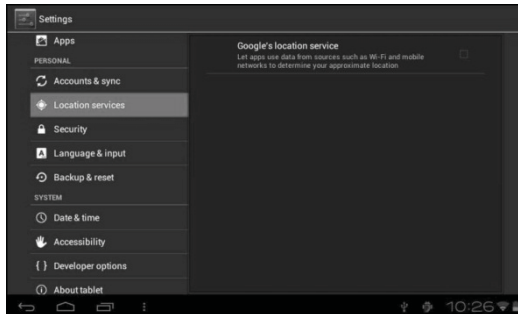 Settings
Apps
PERSONAL
Accounts & sync
Location services
Security
Language & input
Backup & reset
SYSTEM
Date & time
Accessibility
{ } Developer options
About tablet
Google's location service
Let apps use data from sources such as Wi-Fi and mobile
networks to determine your approximate location
10:26